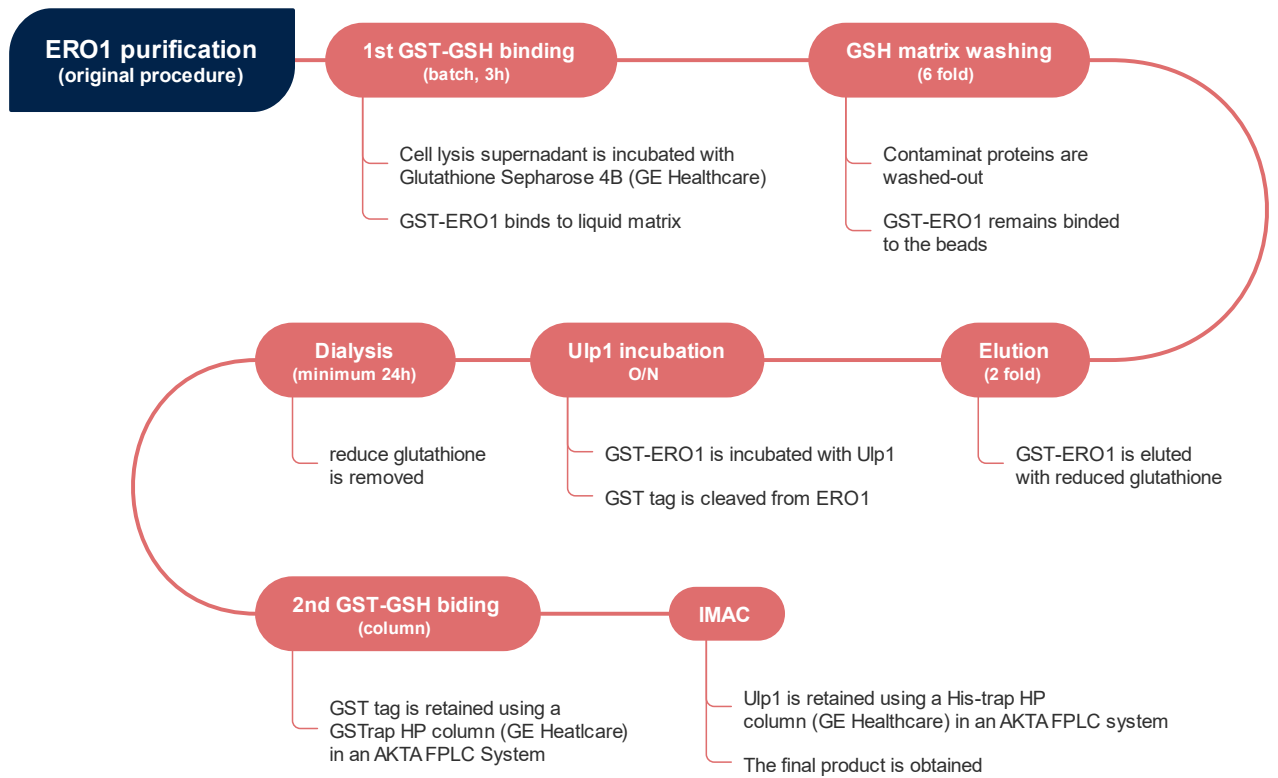 ERO1 purification
(original procedure)
1st GST-GSH binding
(batch, 3h)
Cell lysis supernadant is incubated with
Glutathione Sepharose 4B (GE Healthcare)
GST-ERO1 binds to liquid matrix
GSH matrix washing
(6 fold)
Contaminat proteins are
washed-out
GST-ERO1 remains binded
to the beads
Elution
(2 fold)
GST-ERO1 is eluted
with reduced glutathione
Ulp1 incubation
O/N
GST-ERO1 is incubated with Ulp1
GST tag is cleaved from ERO1
Dialysis
(minimum 24h)
reduce glutathione
is removed
2nd GST-GSH biding
(column)
GST tag is retained using a
GSTrap HP column (GE Heatlcare)
in an AKTA FPLC System
IMAC
Ulp1 is retained using a His-trap HP
column (GE Healthcare) in an AKTA FPLC system
The final product is obtained